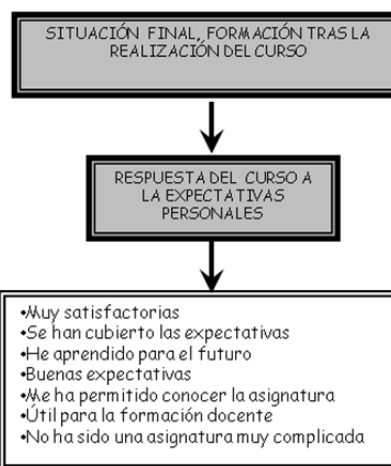 SITUACIÓN FINAL, FORMACIÓN TRAS LA
REALIZACIÓN DEL CURSO
RESPUESTA DEL CURSO A
LA EXPECTATIVAS
PERSONALES
•Muy satisfactorias
•Se han cubierto las expectativas
•He aprendido para el futuro
•Buenas expectativas
•Me ha permitido conocer la asignatura
•Útil para la formación docente
•No ha sido una asignatura muy complicada